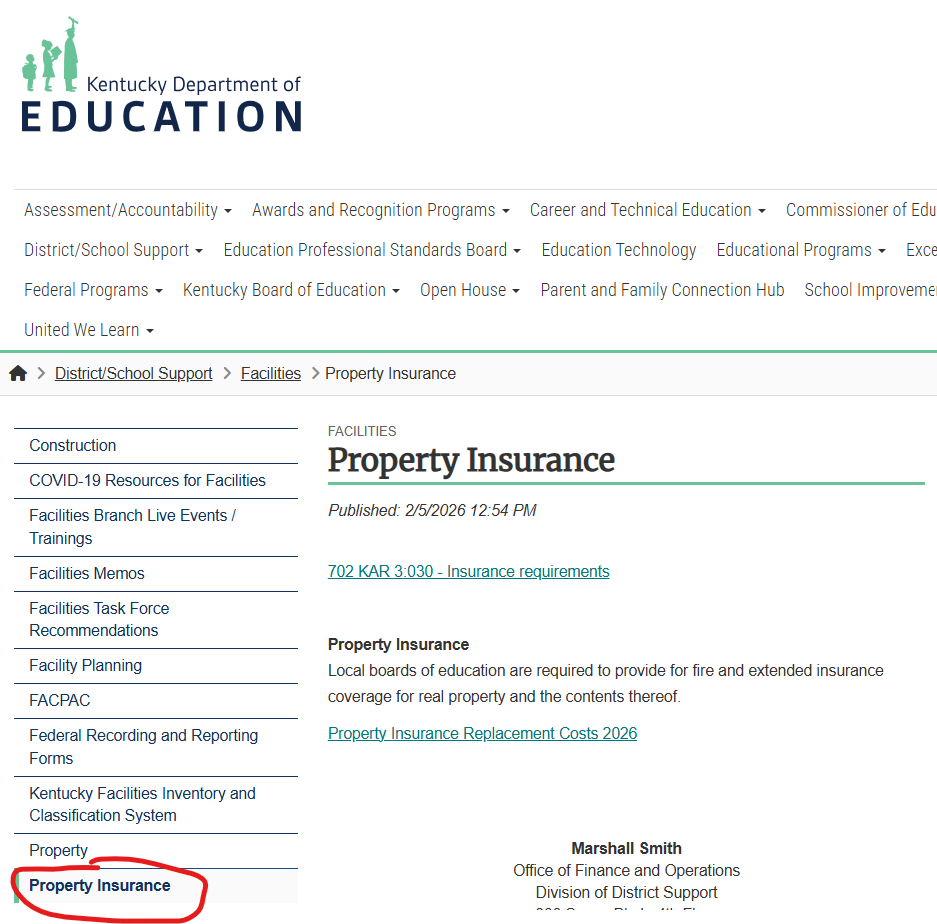 Kentucky Department of
EDUCATION
Assessment/Accountability Awards and Recognition Programs Career and Technical Education Commissioner of Edu
District/School Support Education Professional Standards Board Education Technology Educational Programs Exce
Federal Programs Kentucky Board of Education Open House Parent and Family Connection Hub School Improveme
United We Learn
District/School Support > Facilities > Property Insurance
Construction
COVID-19 Resources for Facilities
Facilities Branch Live Events /
Trainings
Facilities Memos
Facilities Task Force
Recommendations
Facility Planning
FACPAC
Federal Recording and Reporting
Forms
Kentucky Facilities Inventory and
Classification System
Property
Property Insurance
FACILITIES
Property Insurance
Published: 2/5/2026 12:54 PM
702 KAR 3:030 - Insurance requirements
Property Insurance
Local boards of education are required to provide for fire and extended insurance
coverage for real property and the contents thereof.
Property Insurance Replacement Costs 2026
Marshall Smith
Office of Finance and Operations
Division of District Support